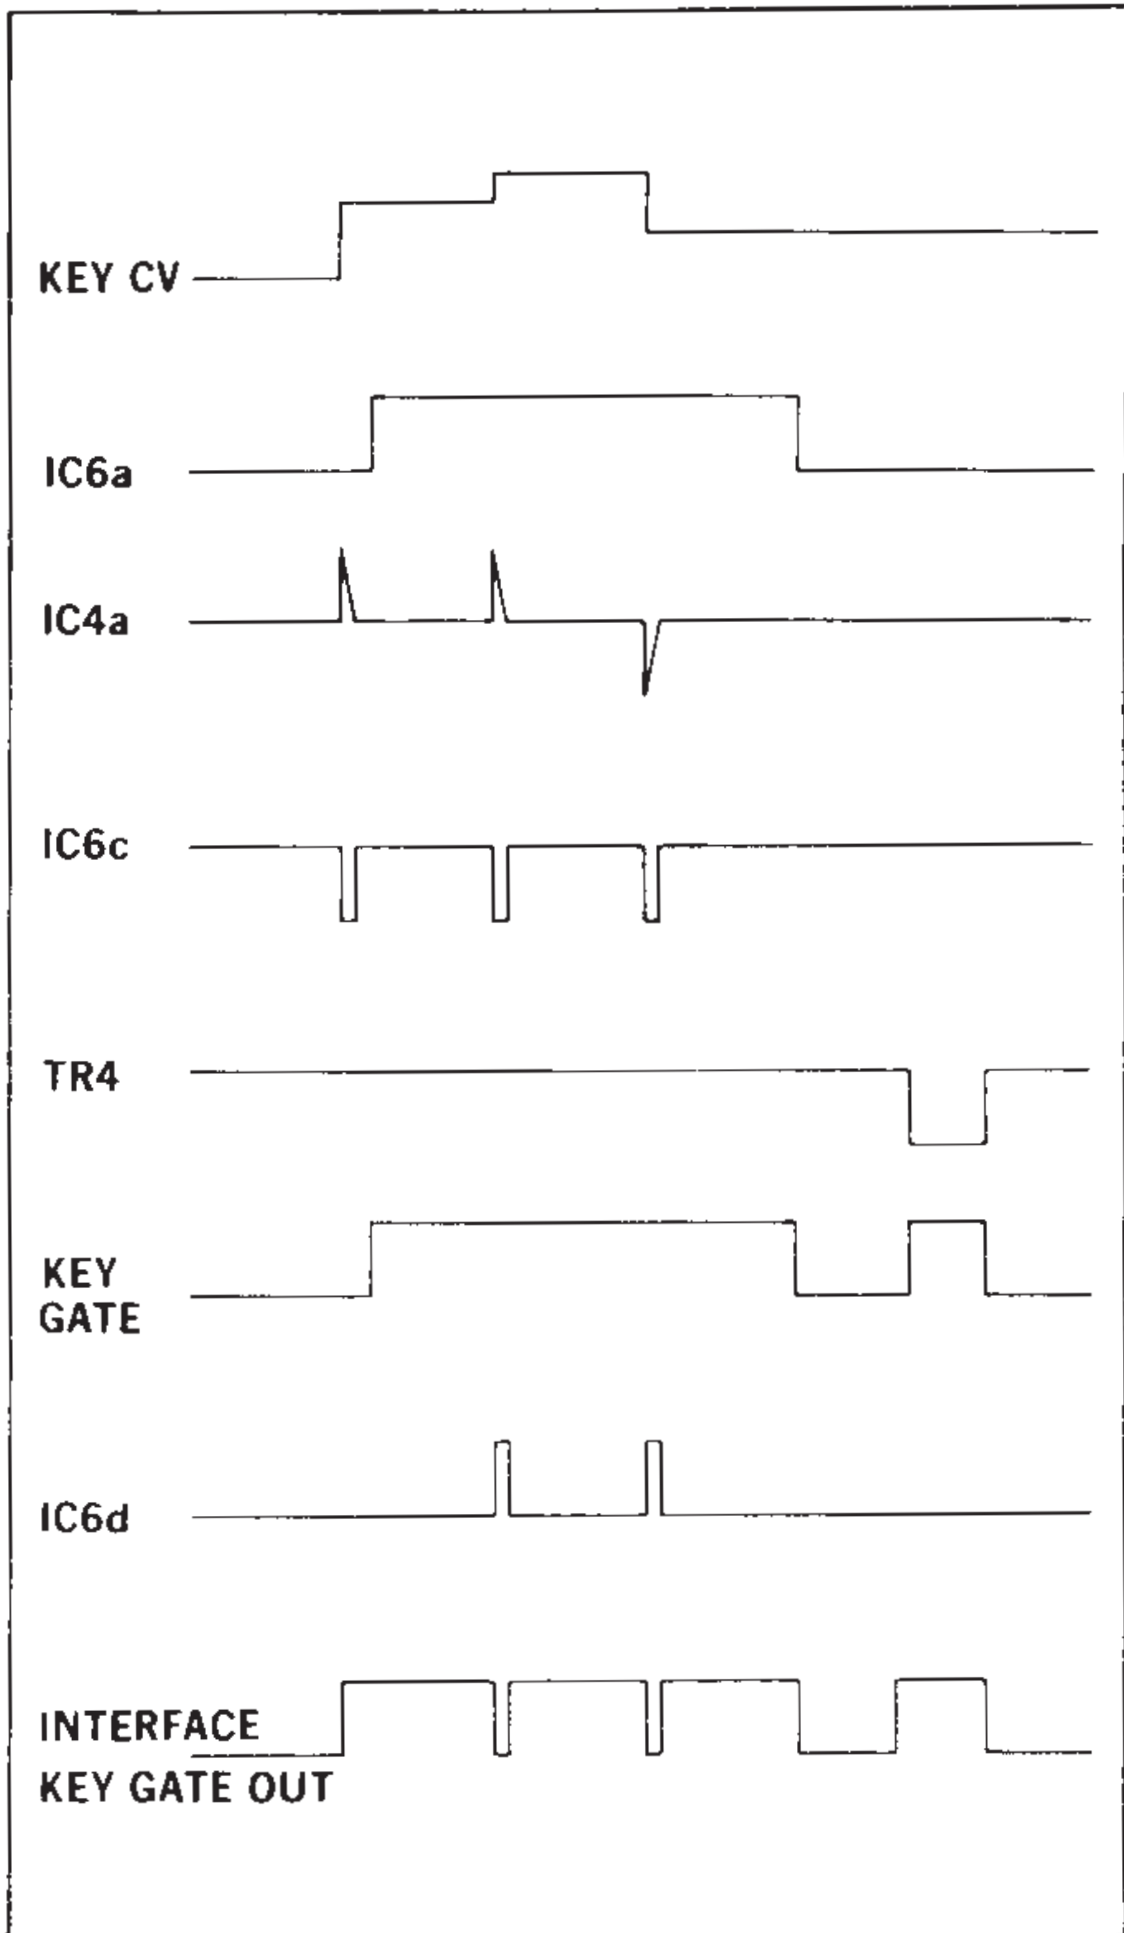 KEY CV
IC6a
IC4a
IC6c
TR4
KEY
GATE
IC6d
INTERFACE
KEY GATE OUT